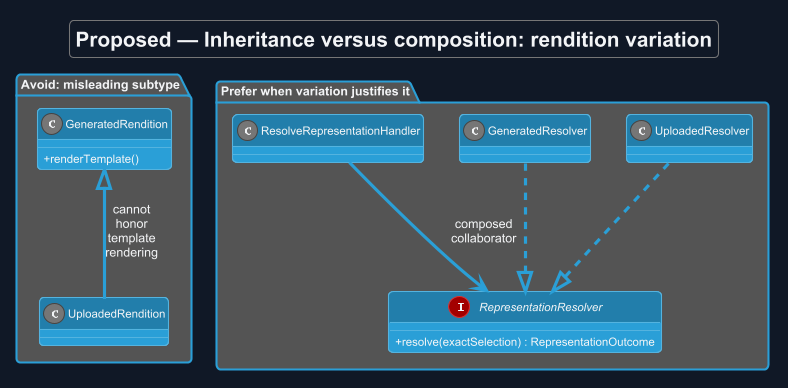 Proposed — Inheritance versus composition: rendition variation
Avoid: misleading subtype
C GeneratedRendition
+renderTemplate()
cannot
honor
template
rendering
C UploadedRendition
Prefer when variation justifies it
C ResolveRepresentationHandler
C GeneratedResolver
C UploadedResolver
composed
collaborator
I RepresentationResolver
+resolve(exactSelection) : RepresentationOutcome